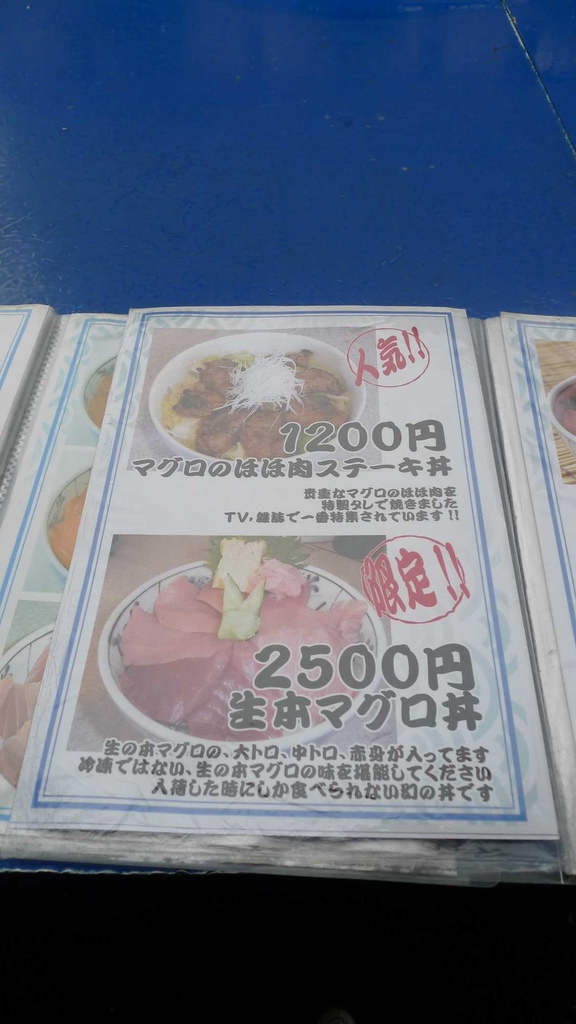 人気!!
1200円
マグロのほほ肉ステーキ丼
貴重なマグロのほほ肉を
特製タレで焼きました
TV,雑誌で一番特集されています!!
限定!!
2500円
生本マグロ丼
生の本マグロの、大トロ、中トロ、赤身が入ってます
冷凍ではない、生の本マグロの味を堪能してください
入荷した時にしか食べられない幻の丼です